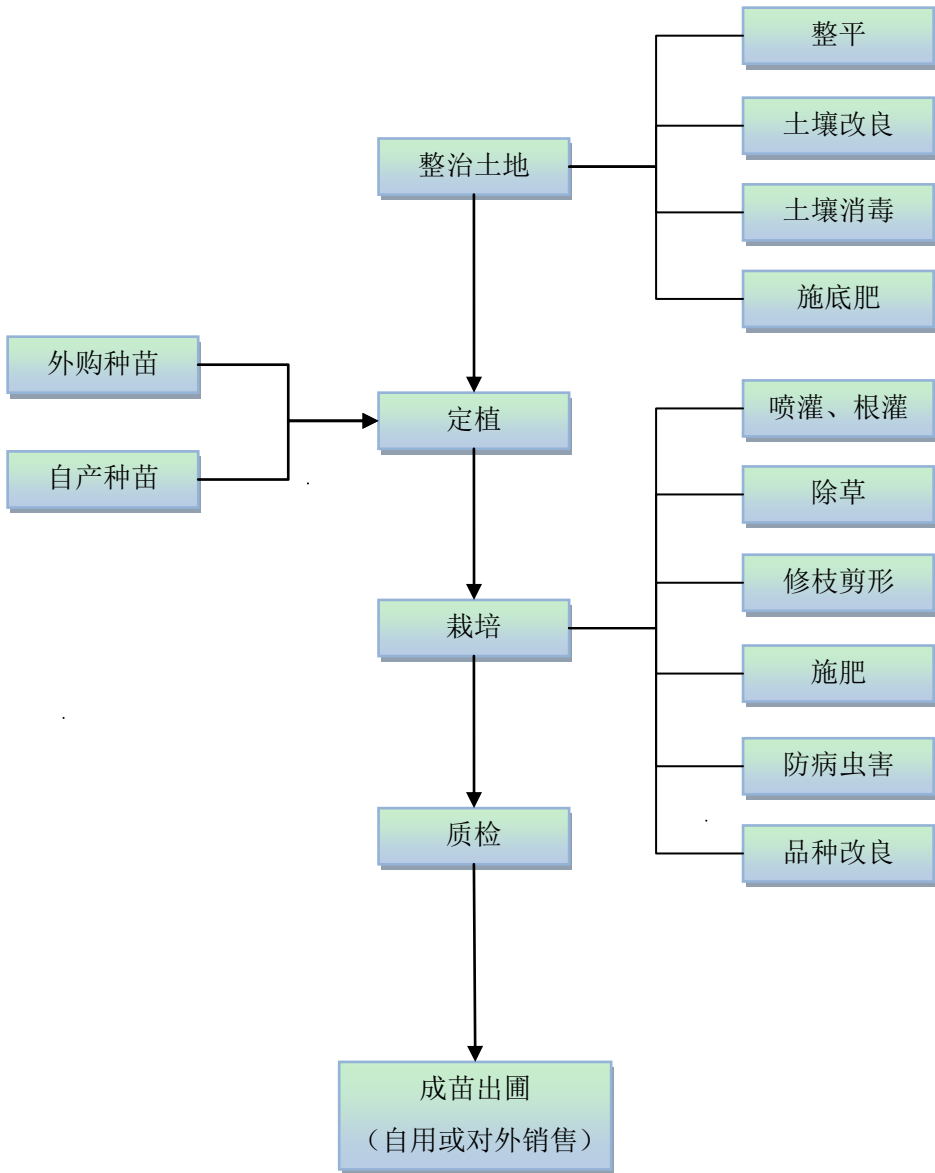 整平
土壤改良
整治土地
土壤消毒
施底肥
外购种苗
定植
喷灌、根灌
自产种苗
除草
修枝剪形
栽培
施肥
防病虫害
质检
品种改良
成苗出圃
（自用或对外销售）